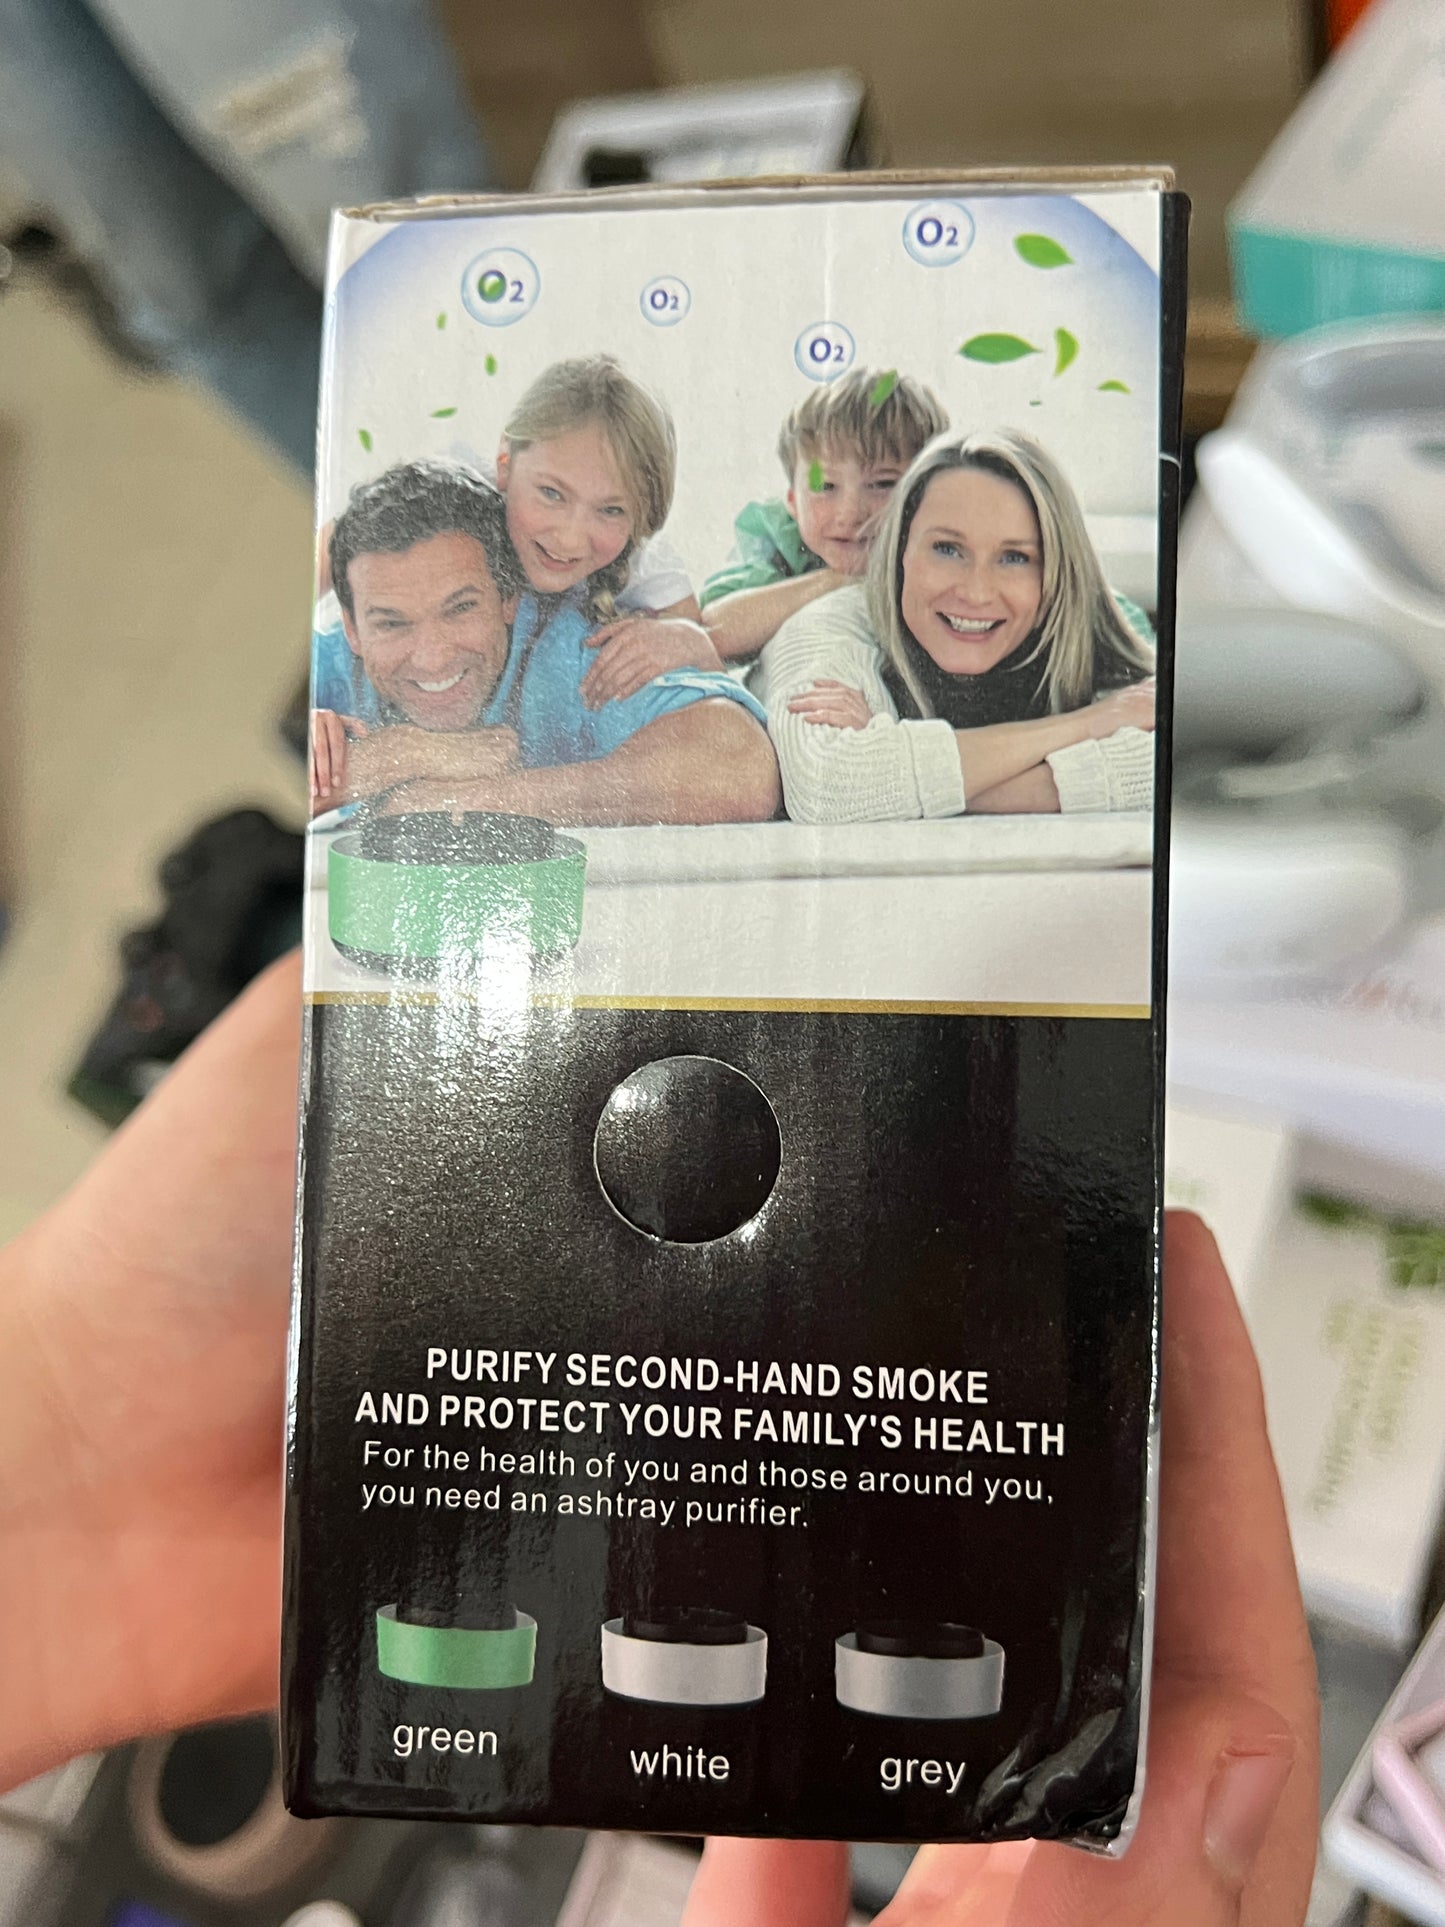 O2
O2
O2
O2
PURIFY SECOND-HAND SMOKE
AND PROTECT YOUR FAMILY'S HEALTH
For the health of you and those around you,
you need an ashtray purifier.
green
white
grey